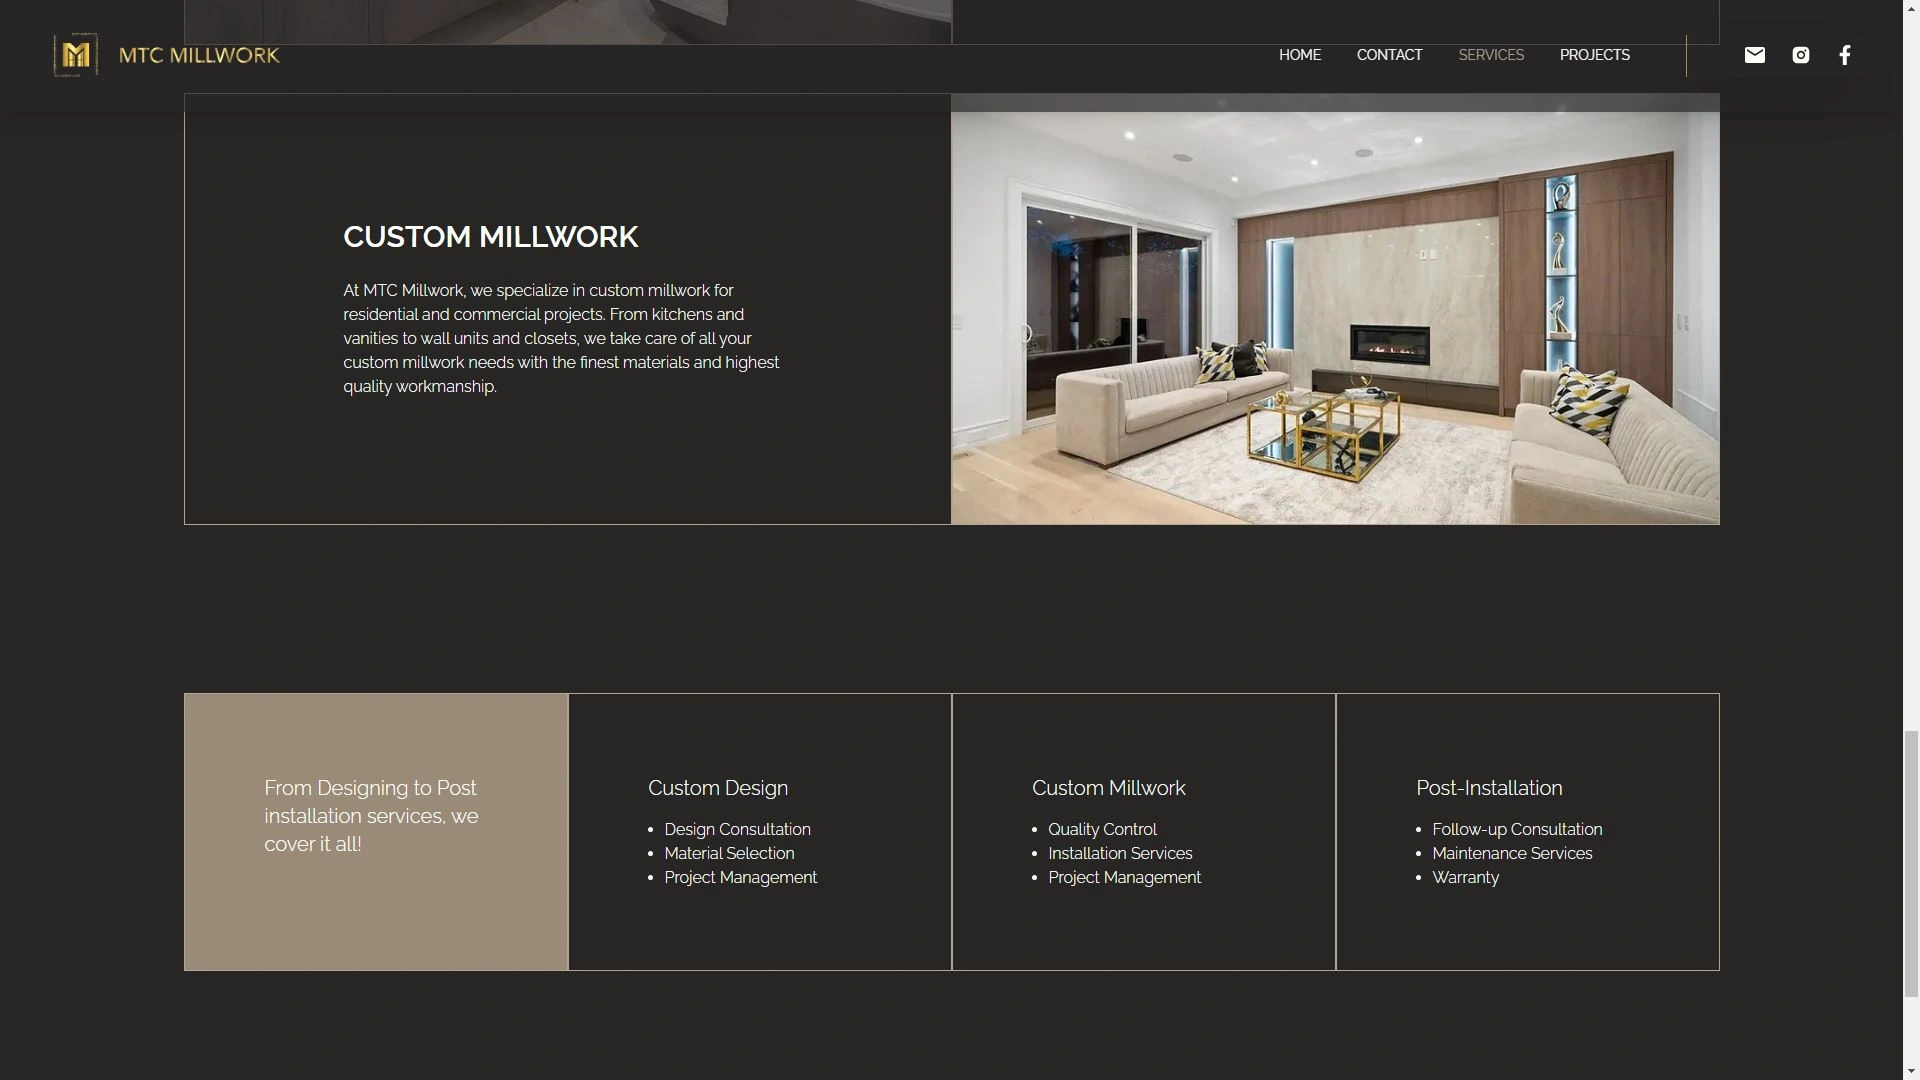 MTC MILLWORK
HOME CONTACT SERVICES PROJECTS
CUSTOM MILLWORK
At MTC Millwork, we specialize in custom millwork for
residential and commercial projects. From kitchens and
vanities to wall units and closets, we take care of all your
custom millwork needs with the finest materials and highest
quality workmanship.
From Designing to Post
installation services, we
cover it all!
Custom Design
• Design Consultation
• Material Selection
• Project Management
Custom Millwork
• Quality Control
• Installation Services
• Project Management
Post-Installation
• Follow-up Consultation
• Maintenance Services
• Warranty